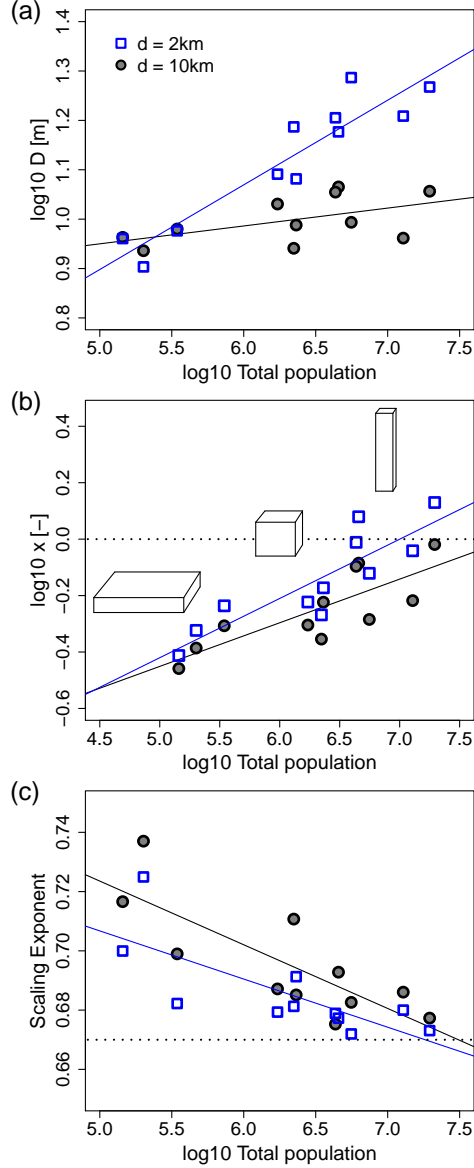 (a)
log10 D [m]
1.4
1.3
1.2
1.1
1.0
0.9
0.8
d = 2km
d = 10km
5.0 5.5 6.0 6.5 7.0 7.5
log10 Total population
(b)
log10 x [−]
0.4
0.2
0.0
−0.2
−0.4
−0.6
4.5 5.0 5.5 6.0 6.5 7.0 7.5
log10 Total population
(c)
Scaling Exponent
0.74
0.72
0.70
0.68
0.66
5.0 5.5 6.0 6.5 7.0 7.5
log10 Total population